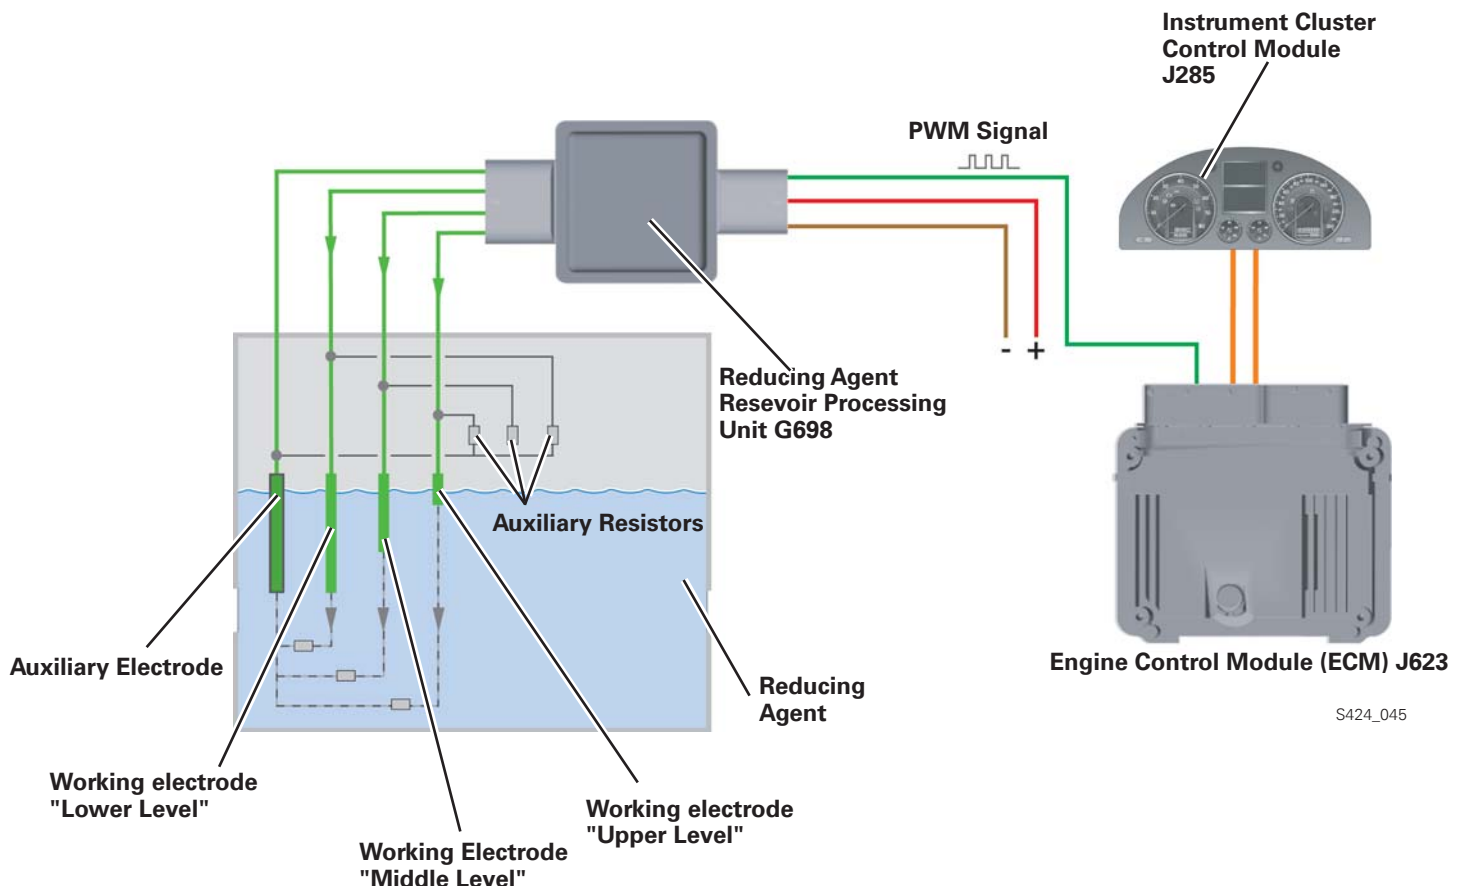 Instrument Cluster
Control Module
J285
PWM Signal
- +
Reducing Agent
Resevoir Processing
Unit G698
Auxiliary Resistors
Auxiliary Electrode
Engine Control Module (ECM) J623
Reducing
Agent
S424_045
Working electrode
"Lower Level"
Working electrode
"Upper Level"
Working Electrode
"Middle Level"